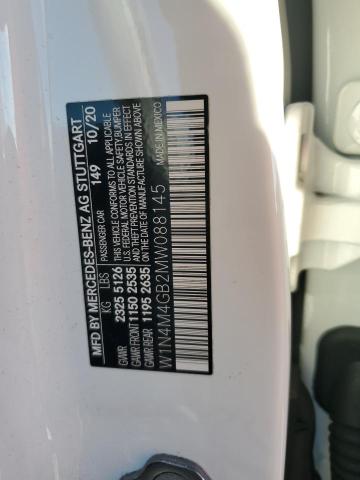 MFD BY MERCEDES-BENZ AG STUTTGART
PASSENGER CAR 149 10/20
KG LBS
GVWR 2325 5126
GAWR FRONT 1150 2535
GAWR REAR 1195 2635
THIS VEHICLE CONFORMS TO ALL APPLICABLE
U.S. FEDERAL MOTOR VEHICLE SAFETY, BUMPER
AND THEFT PREVENTION STANDARDS IN EFFECT
ON THE DATE OF MANUFACTURE SHOWN ABOVE
MADE IN MEXICO
W1N4M4GB2MW088145